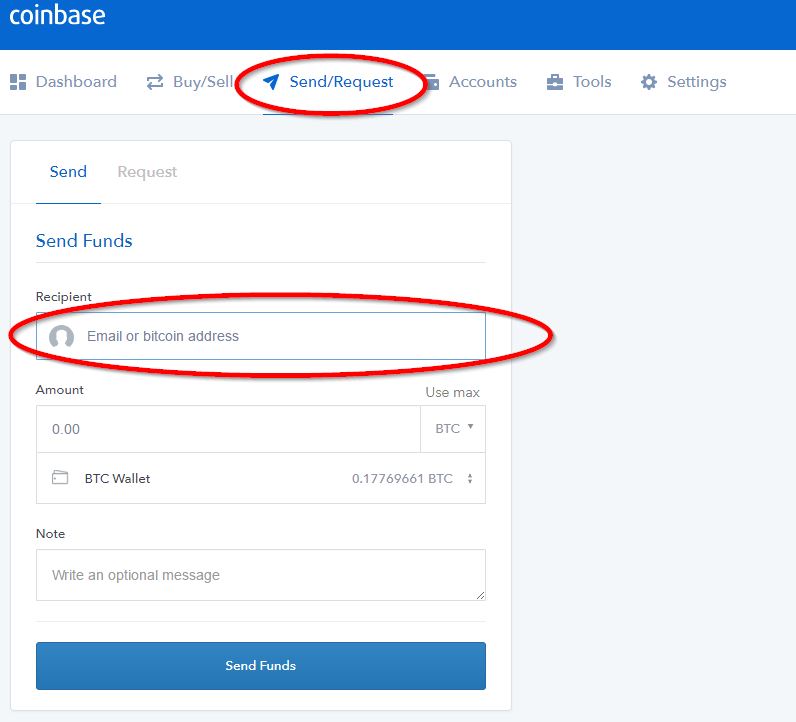 coinbase
Dashboard Buy/Sell Send/Request Accounts Tools Settings
Send Request
Send Funds
Recipient
Email or bitcoin address
Amount Use max
0.00 BTC
BTC Wallet 0.17769661 BTC
Note
Write an optional message
Send Funds